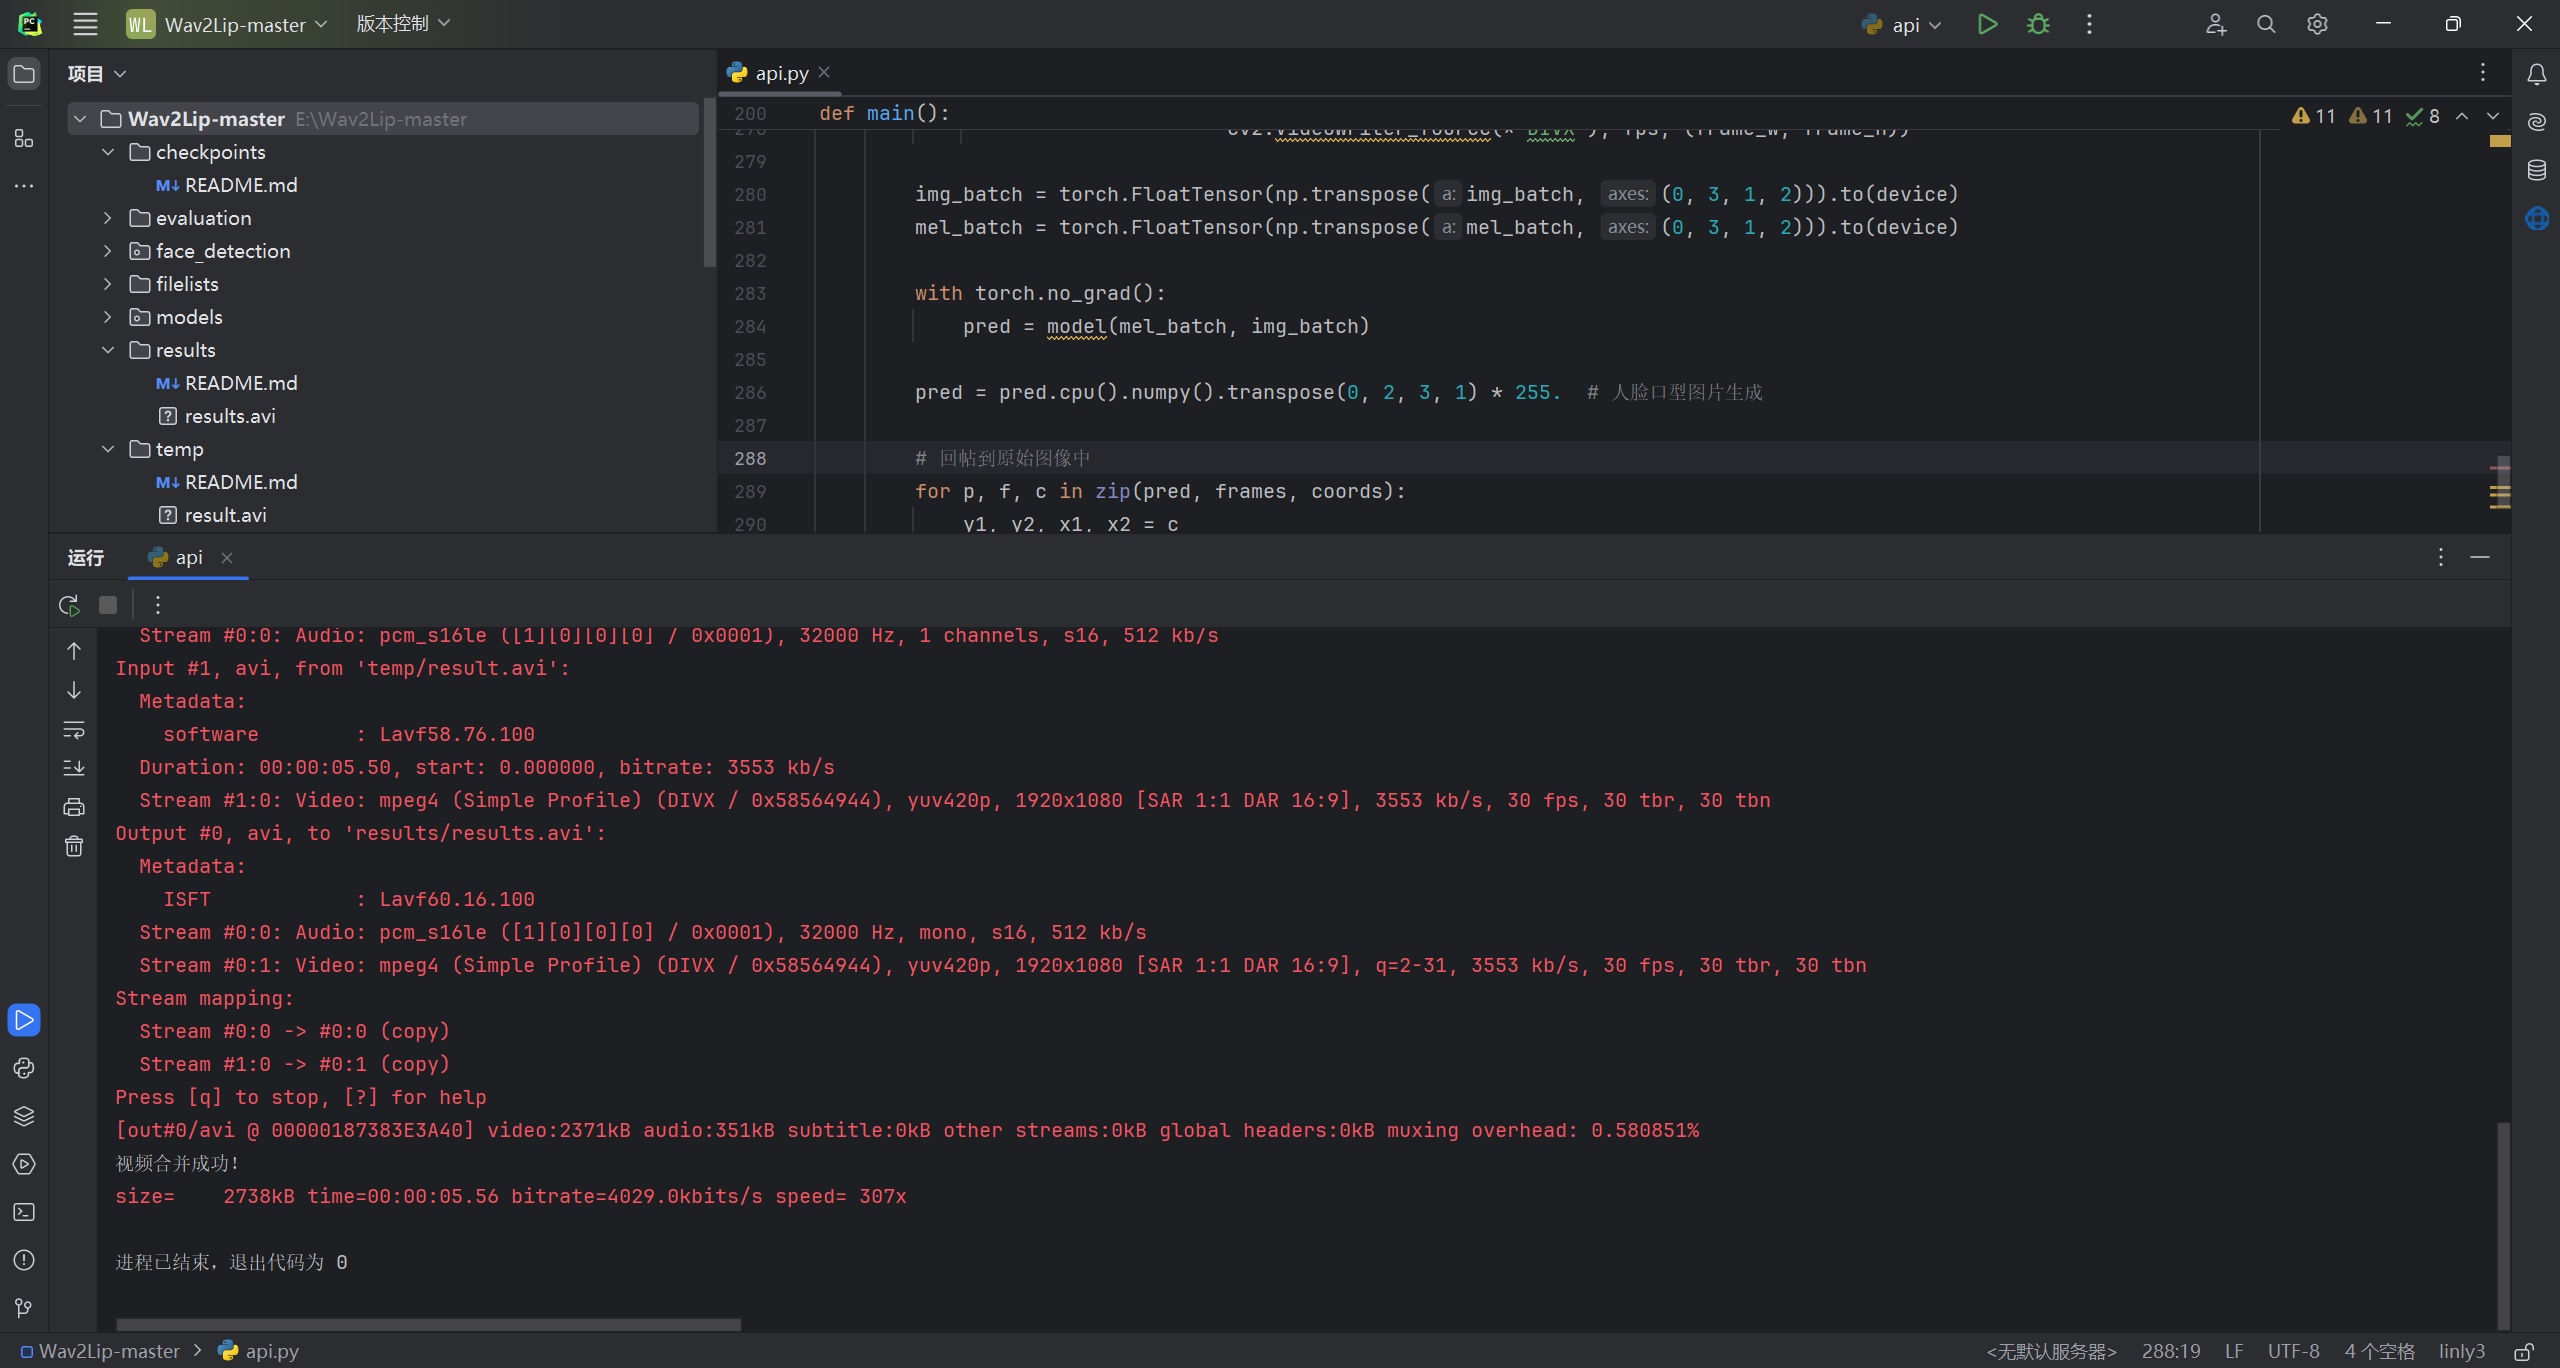 WL Wav2Lip-master 版本控制 api
项目
Wav2Lip-master E:\Wav2Lip-master
checkpoints
README.md
evaluation
face_detection
filelists
models
results
README.md
results.avi
temp
README.md
result.avi
api.py
200 def main():
11 11 8
279
280 img_batch = torch.FloatTensor(np.transpose( a: img_batch, axes: (0, 3, 1, 2))).to(device)
281 mel_batch = torch.FloatTensor(np.transpose( a: mel_batch, axes: (0, 3, 1, 2))).to(device)
282
283 with torch.no_grad():
284 pred = model(mel_batch, img_batch)
285
286 pred = pred.cpu().numpy().transpose(0, 2, 3, 1) * 255. # 人脸口型图片生成
287
288 # 回帖到原始图像中
289 for p, f, c in zip(pred, frames, coords):
290 y1, y2, x1, x2 = c
运行 api
Stream #0:0: Audio: pcm_s16le ([1][0][0][0] / 0x0001), 32000 Hz, 1 channels, s16, 512 kb/s
Input #1, avi, from 'temp/result.avi':
Metadata:
software : Lavf58.76.100
Duration: 00:00:05.50, start: 0.000000, bitrate: 3553 kb/s
Stream #1:0: Video: mpeg4 (Simple Profile) (DIVX / 0x58564944), yuv420p, 1920x1080 [SAR 1:1 DAR 16:9], 3553 kb/s, 30 fps, 30 tbr, 30 tbn
Output #0, avi, to 'results/results.avi':
Metadata:
ISFT : Lavf60.16.100
Stream #0:0: Audio: pcm_s16le ([1][0][0][0] / 0x0001), 32000 Hz, mono, s16, 512 kb/s
Stream #0:1: Video: mpeg4 (Simple Profile) (DIVX / 0x58564944), yuv420p, 1920x1080 [SAR 1:1 DAR 16:9], q=2-31, 3553 kb/s, 30 fps, 30 tbr, 30 tbn
Stream mapping:
Stream #0:0 -> #0:0 (copy)
Stream #1:0 -> #0:1 (copy)
Press [q] to stop, [?] for help
[out#0/avi @ 00000187383E3A40] video:2371kB audio:351kB subtitle:0kB other streams:0kB global headers:0kB muxing overhead: 0.580851%
视频合并成功！
size= 2738kB time=00:00:05.56 bitrate=4029.0kbits/s speed= 307x
进程已结束，退出代码为 0
Wav2Lip-master > api.py <无默认服务器> 288:19 LF UTF-8 4 个空格 linly3